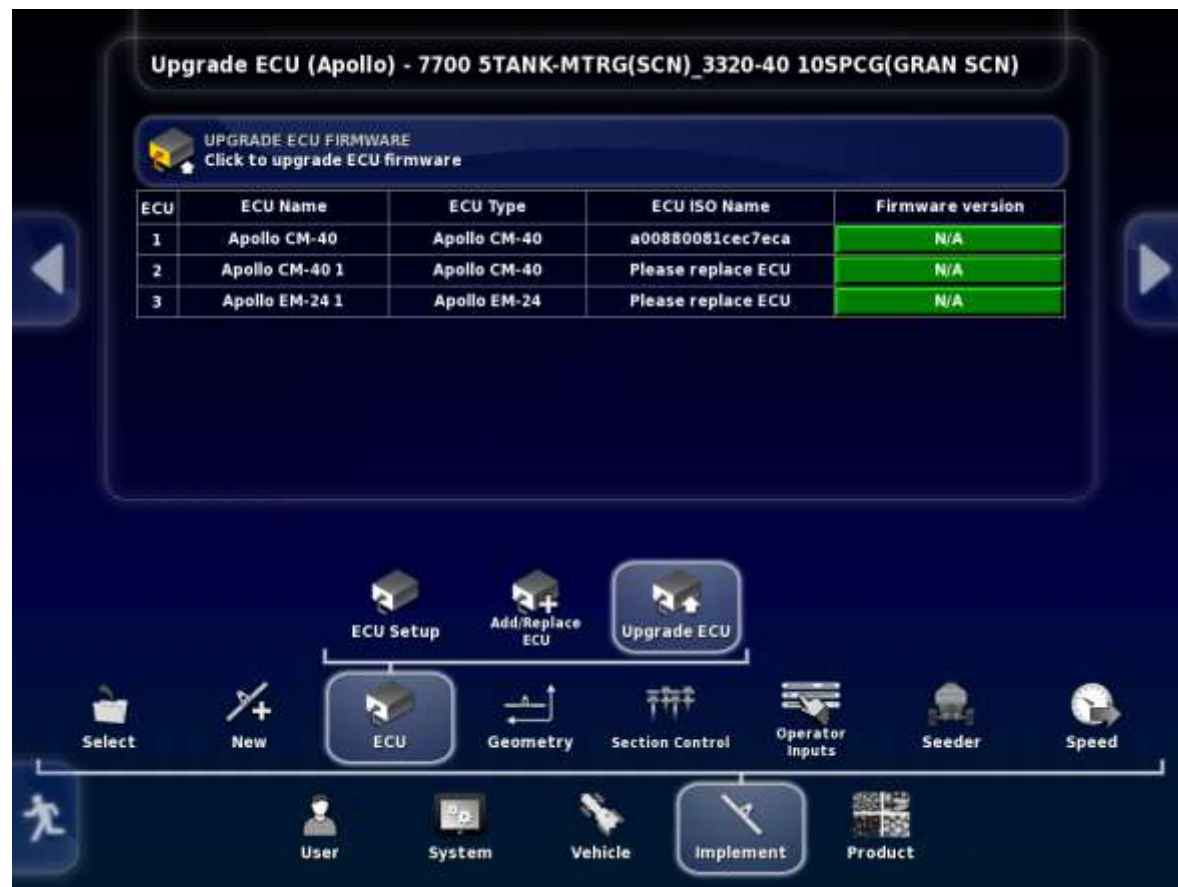 Upgrade ECU (Apollo) - 7700 5TANK-MTRG(SCN)_3320-40 10SPCG(GRAN SCN)
UPGRADE ECU FIRMWARE
Click to upgrade ECU firmware
ECU ECU Name ECU Type ECU ISO Name Firmware version
1 Apollo CM-40 Apollo CM-40 a00880081cec7eca N/A
2 Apollo CM-40 1 Apollo CM-40 Please replace ECU N/A
3 Apollo EM-24 1 Apollo EM-24 Please replace ECU N/A
ECU Setup
Add/Replace
ECU
Upgrade ECU
Select
New
ECU
Geometry
Section Control
Operator
Inputs
Seeder
Speed
User
System
Vehicle
Implement
Product